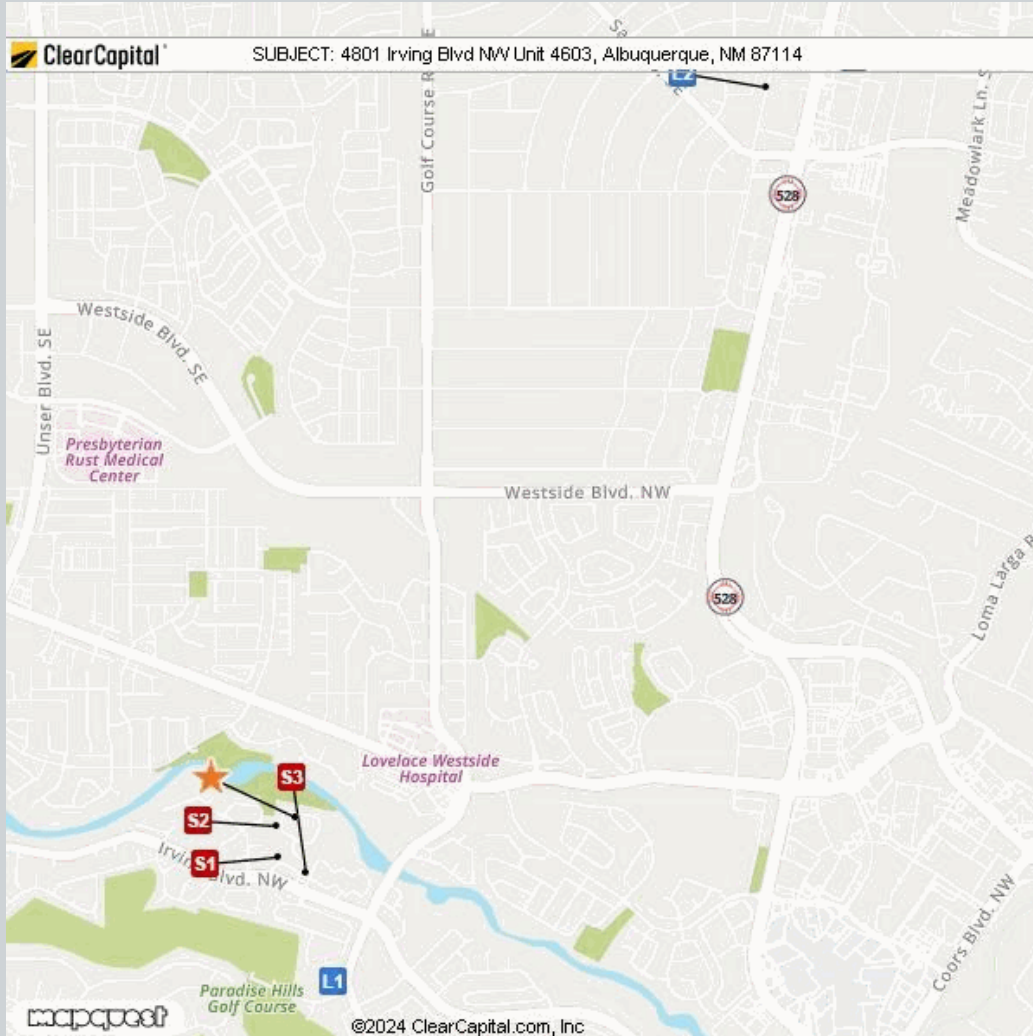 ClearCapital
SUBJECT: 4801 Irving Blvd NW Unit 4603, Albuquerque, NM 87114
L2
Golf Course R
Meadowlark Ln. S
528
Westside Blvd. SE
Unser Blvd. SE
Presbyterian
Rust Medical
Center
Westside Blvd. NW
528
Loma Larga R
Lovelace Westside
Hospital
S3
S2
S1
Blvd. NW
Coors Blvd. NW
L1
Paradise Hills
Golf Course
mapquest
©2024 ClearCapital.com, Inc